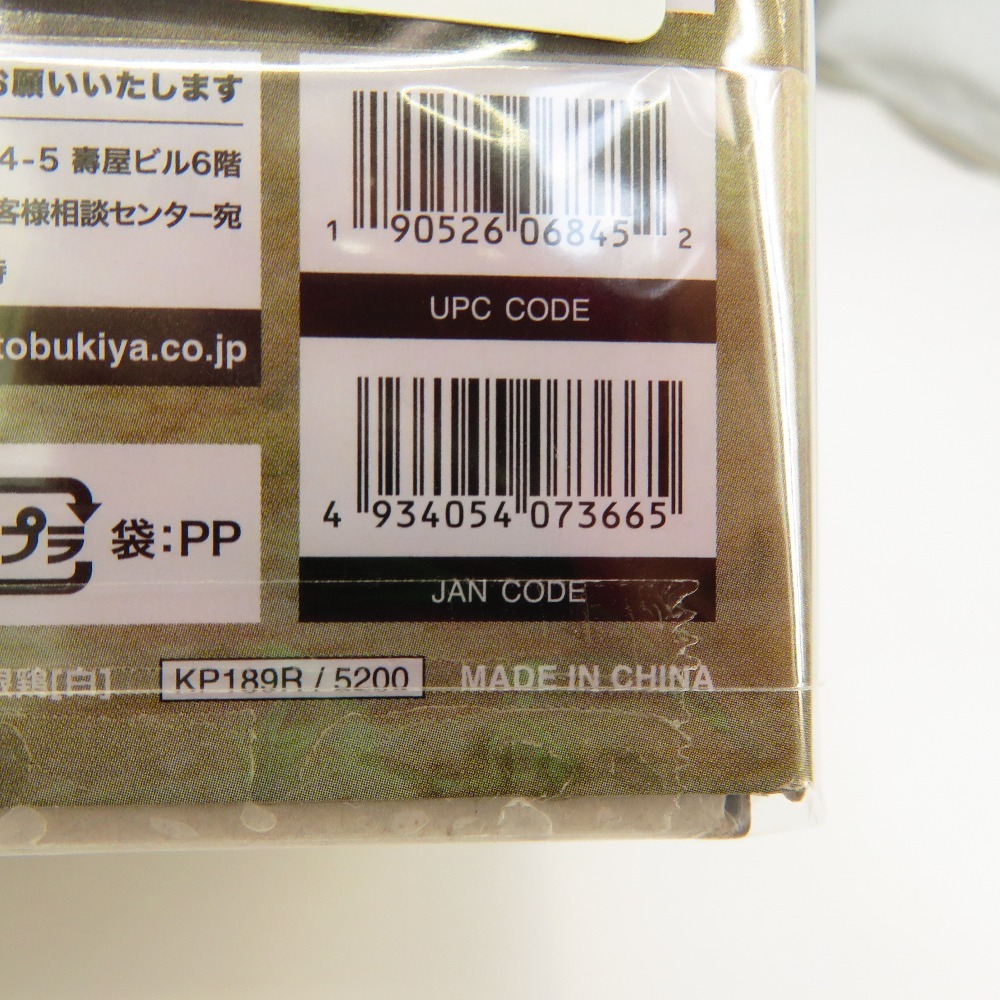 お願いいたします
4-5 壽屋ビル6階
客様相談センター宛
tobukiya.co.jp
プラ 袋:PP
1 90526 06845 2
UPC CODE
4 934054 073665
JAN CODE
鶏[白] KP189R / 5200 MADE IN CHINA